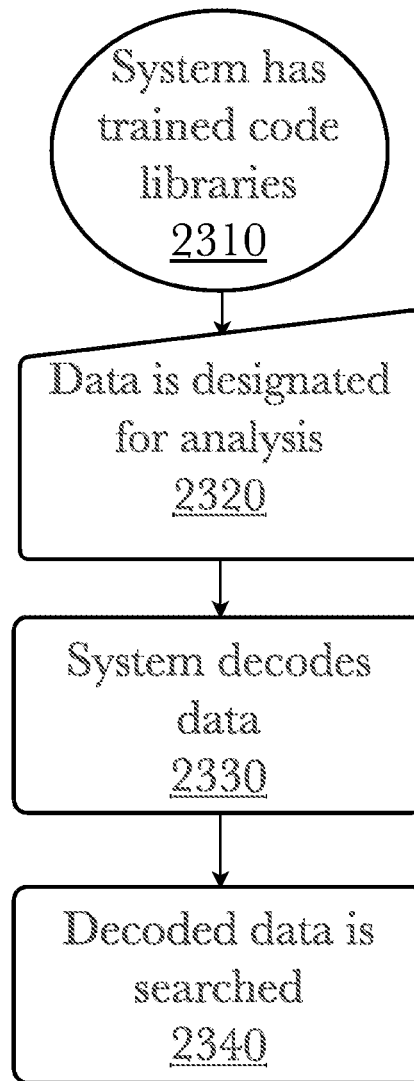 System has
trained code
libraries
2310
Data is designated
for analysis
2320
System decodes
data
2330
Decoded data is
searched
2340